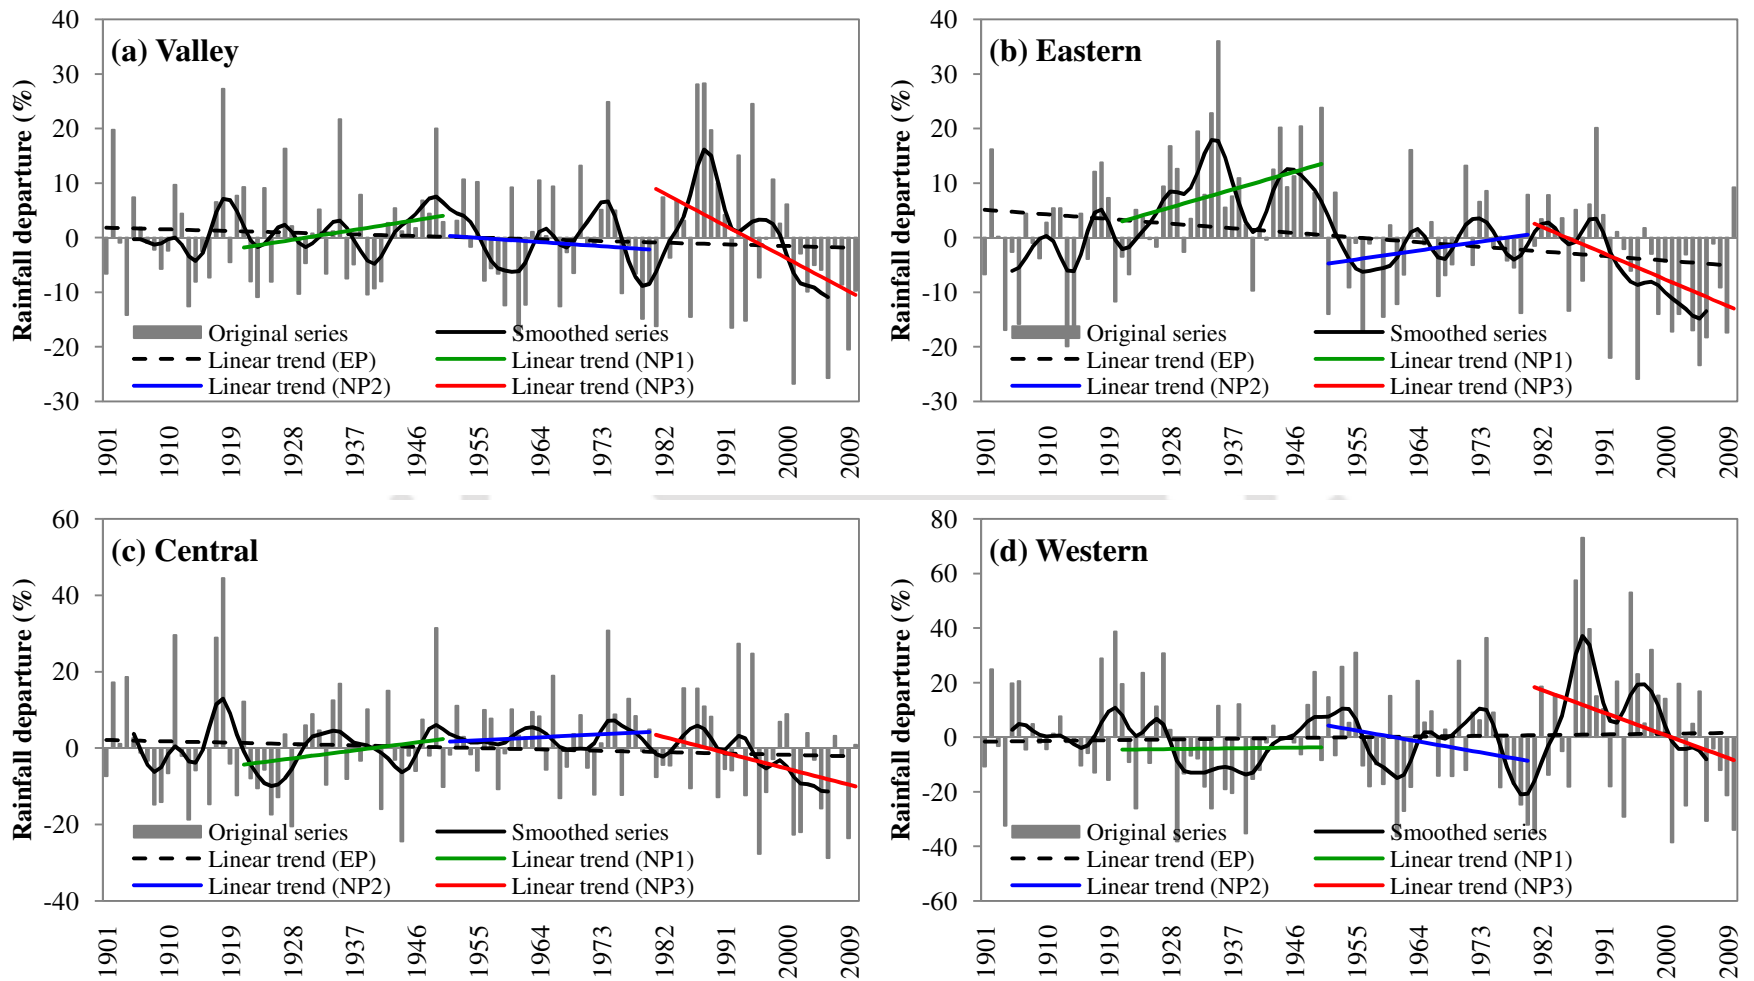 (a) Valley
Rainfall departure (%)
40
30
20
10
0
-10
-20
-30
Original series
Smoothed series
Linear trend (EP)
Linear trend (NP1)
Linear trend (NP2)
Linear trend (NP3)
1901
1910
1919
1928
1937
1946
1955
1964
1973
1982
1991
2000
2009
(b) Eastern
Rainfall departure (%)
40
30
20
10
0
-10
-20
-30
Original series
Smoothed series
Linear trend (EP)
Linear trend (NP1)
Linear trend (NP2)
Linear trend (NP3)
1901
1910
1919
1928
1937
1946
1955
1964
1973
1982
1991
2000
2009
(c) Central
Rainfall departure (%)
60
40
20
0
-20
-40
Original series
Smoothed series
Linear trend (EP)
Linear trend (NP1)
Linear trend (NP2)
Linear trend (NP3)
1901
1910
1919
1928
1937
1946
1955
1964
1973
1982
1991
2000
2009
(d) Western
Rainfall departure (%)
80
60
40
20
0
-20
-40
-60
Original series
Smoothed series
Linear trend (EP)
Linear trend (NP1)
Linear trend (NP2)
Linear trend (NP3)
1901
1910
1919
1928
1937
1946
1955
1964
1973
1982
1991
2000
2009